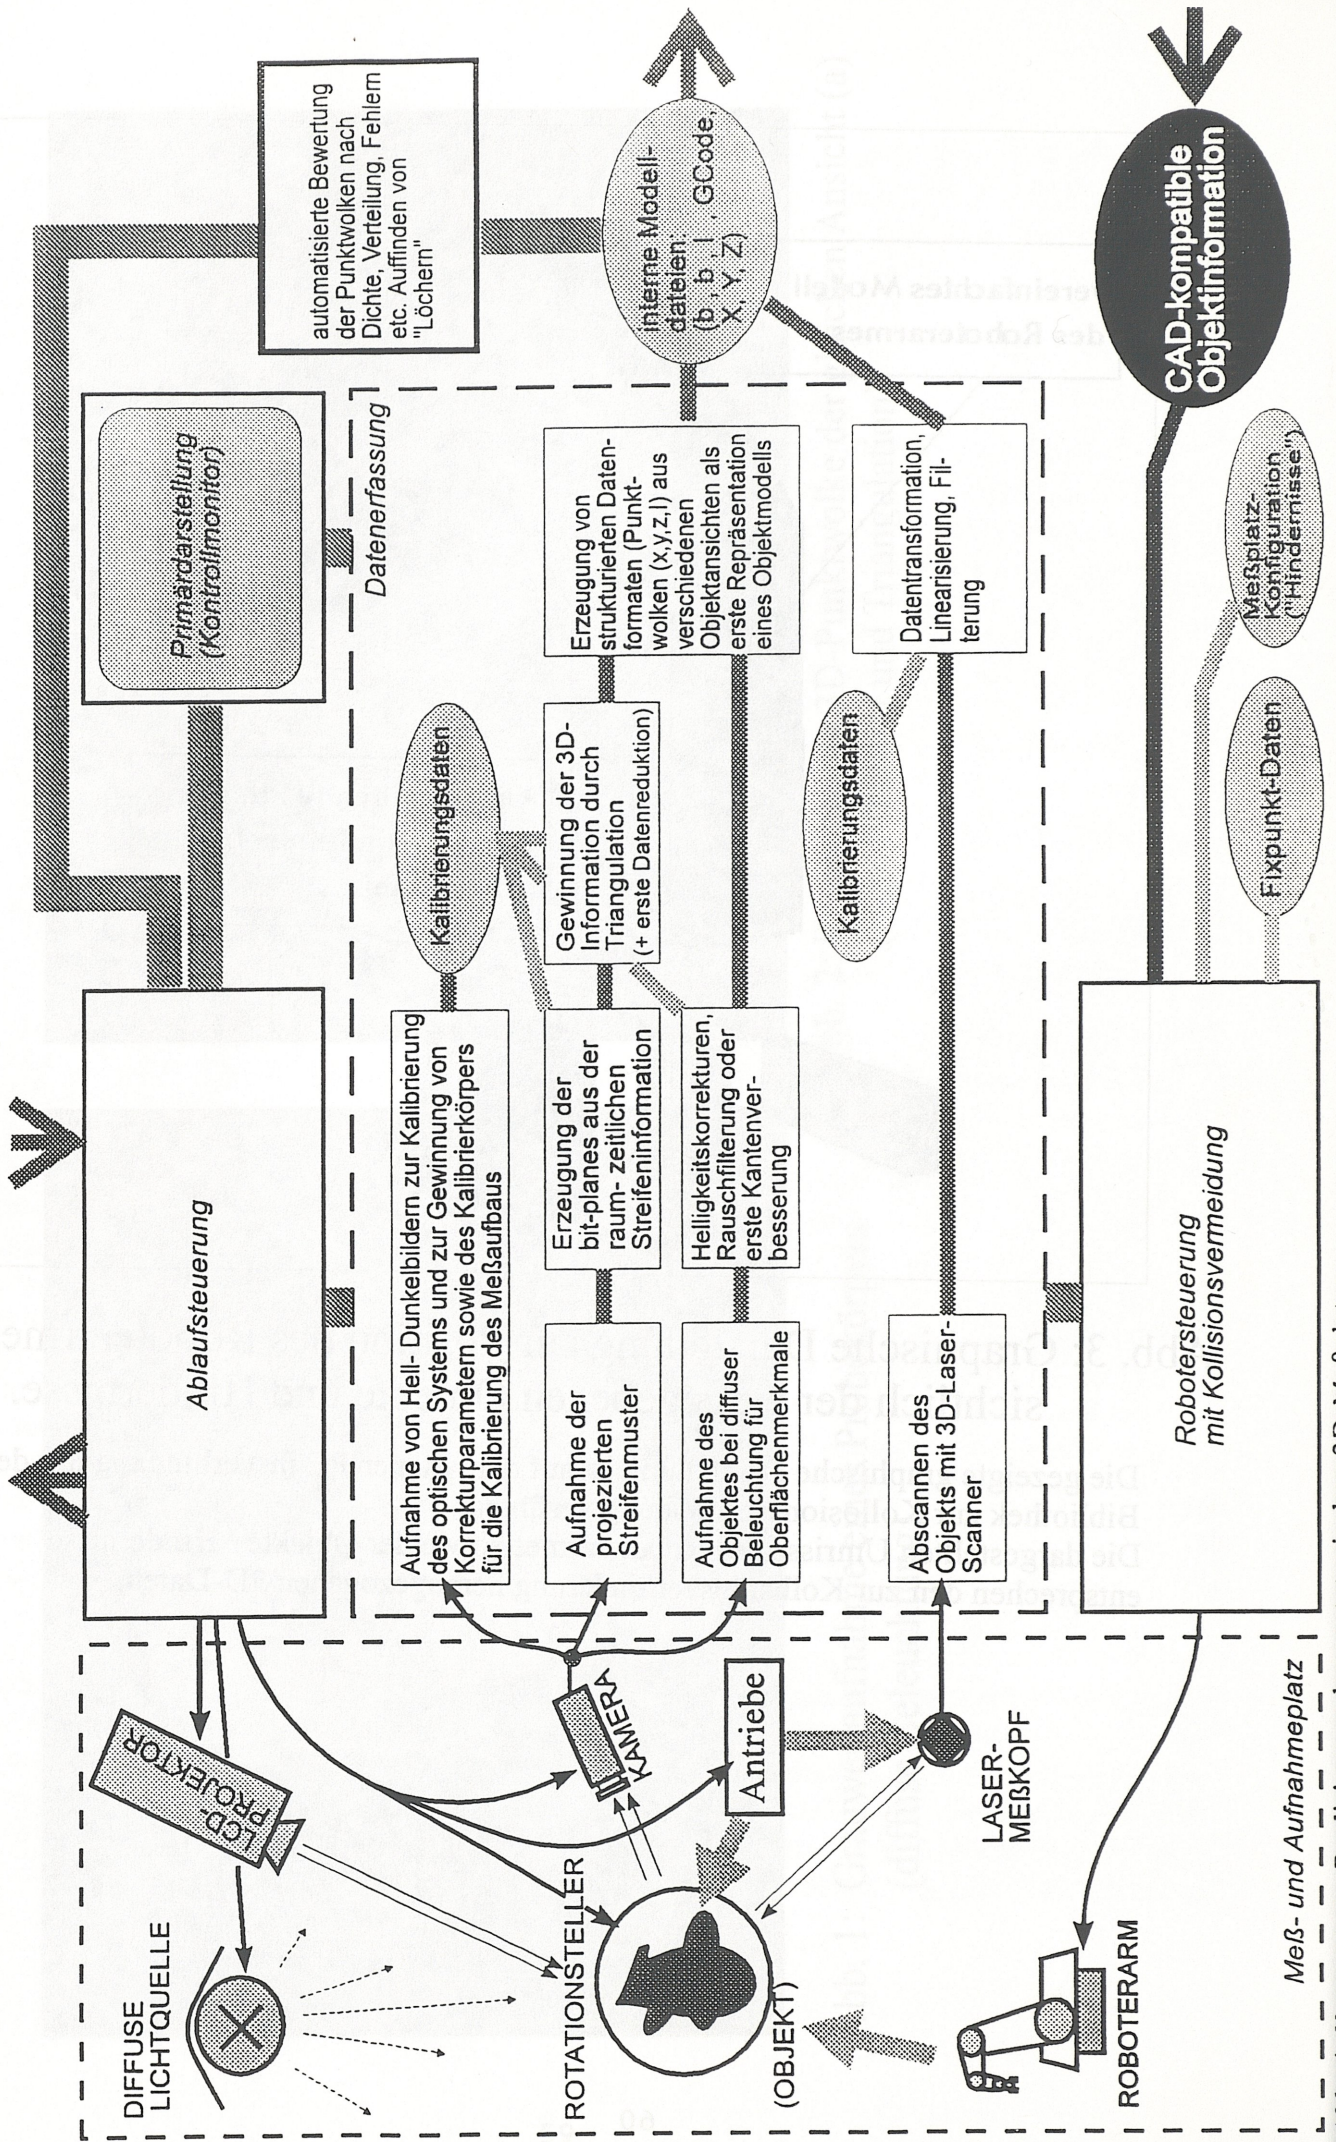 DIFFUSE
LICHTQUELLE
LCD-
PROJEKTOR
ROTATIONSTELLER
(OBJEKT)
KAMERA
Antriebe
LASER-
MEßKOPF
ROBOTERARM
Meß- und Aufnahmeplatz
Ablaufsteuerung
Primärdarstellung
(Kontrollmonitor)
automatisierte Bewertung
der Punktwolken nach
Dichte, Verteilung, Fehlern
etc. Auffinden von
"Löchern"
Datenerfassung
Aufnahme von Hell- Dunkelbildern zur Kalibrierung
des optischen Systems und zur Gewinnung von
Korrekturparametern sowie des Kalibrierkörpers
für die Kalibrierung des Meßaufbaus
Kalibrierungsdaten
Aufnahme der
projezierten
Streifenmuster
Erzeugung der
bit-planes aus der
raum- zeitlichen
Streifeninformation
Gewinnung der 3D-
Information durch
Triangulation
(+ erste Datenreduktion)
Erzeugung von
strukturierten Daten-
formaten (Punkt-
wolken (x,y,z,I) aus
verschiedenen
Objektansichten als
erste Repräsentation
eines Objektmodells
interne Modell-
dateien:
(b , b , I , GCode,
X, Y, Z)
Aufnahme des
Objektes bei diffuser
Beleuchtung für
Oberflächenmerkmale
Helligkeitskorrekturen,
Rauschfilterung oder
erste Kantenver-
besserung
Kalibrierungsdaten
Abscannen des
Objekts mit 3D-Laser-
Scanner
Datentransformation,
Linearisierung, Fil-
terung
Robotersteuerung
mit Kollisionsvermeidung
Fixpunkt-Daten
Meßplatz-
Konfiguration
("Hindernisse")
CAD-kompatible
Objektinformation